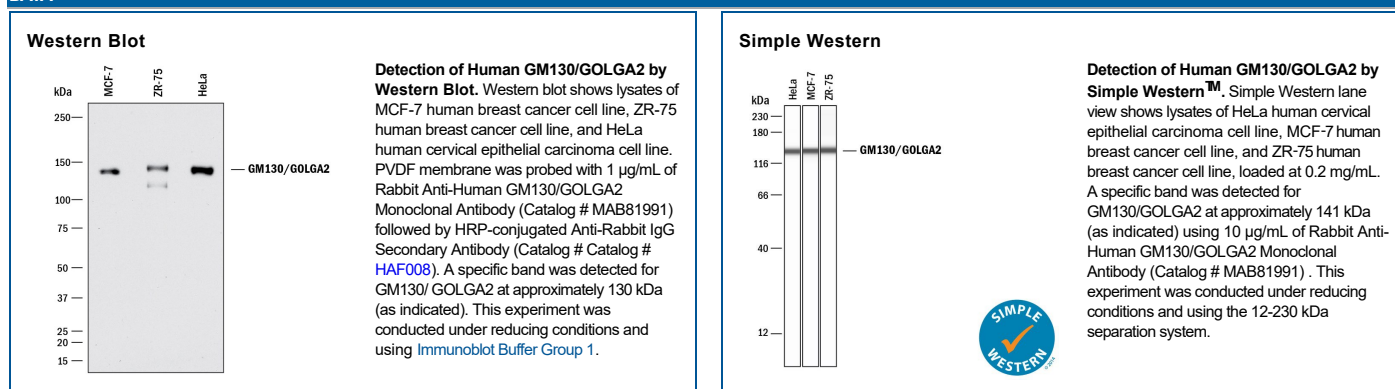 Western Blot
kDa
MCF-7
ZR-75
HeLa
250
150
100
75
50
37
25
20
15
GM130/GOLGA2
Detection of Human GM130/GOLGA2 by
Western Blot. Western blot shows lysates of
MCF-7 human breast cancer cell line, ZR-75
human breast cancer cell line, and HeLa
human cervical epithelial carcinoma cell line.
PVDF membrane was probed with 1 µg/mL of
Rabbit Anti-Human GM130/GOLGA2
Monoclonal Antibody (Catalog # MAB81991)
followed by HRP-conjugated Anti-Rabbit IgG
Secondary Antibody (Catalog # Catalog #
HAF008). A specific band was detected for
GM130/ GOLGA2 at approximately 130 kDa
(as indicated). This experiment was
conducted under reducing conditions and
using Immunoblot Buffer Group 1.
Simple Western
kDa
HeLa
MCF-7
ZR-75
230
180
116
66
40
12
GM130/GOLGA2
SIMPLE
WESTERN
Detection of Human GM130/GOLGA2 by
Simple Western™. Simple Western lane
view shows lysates of HeLa human cervical
epithelial carcinoma cell line, MCF-7 human
breast cancer cell line, and ZR-75 human
breast cancer cell line, loaded at 0.2 mg/mL.
A specific band was detected for
GM130/GOLGA2 at approximately 141 kDa
(as indicated) using 10 µg/mL of Rabbit Anti-
Human GM130/GOLGA2 Monoclonal
Antibody (Catalog # MAB81991) . This
experiment was conducted under reducing
conditions and using the 12-230 kDa
separation system.